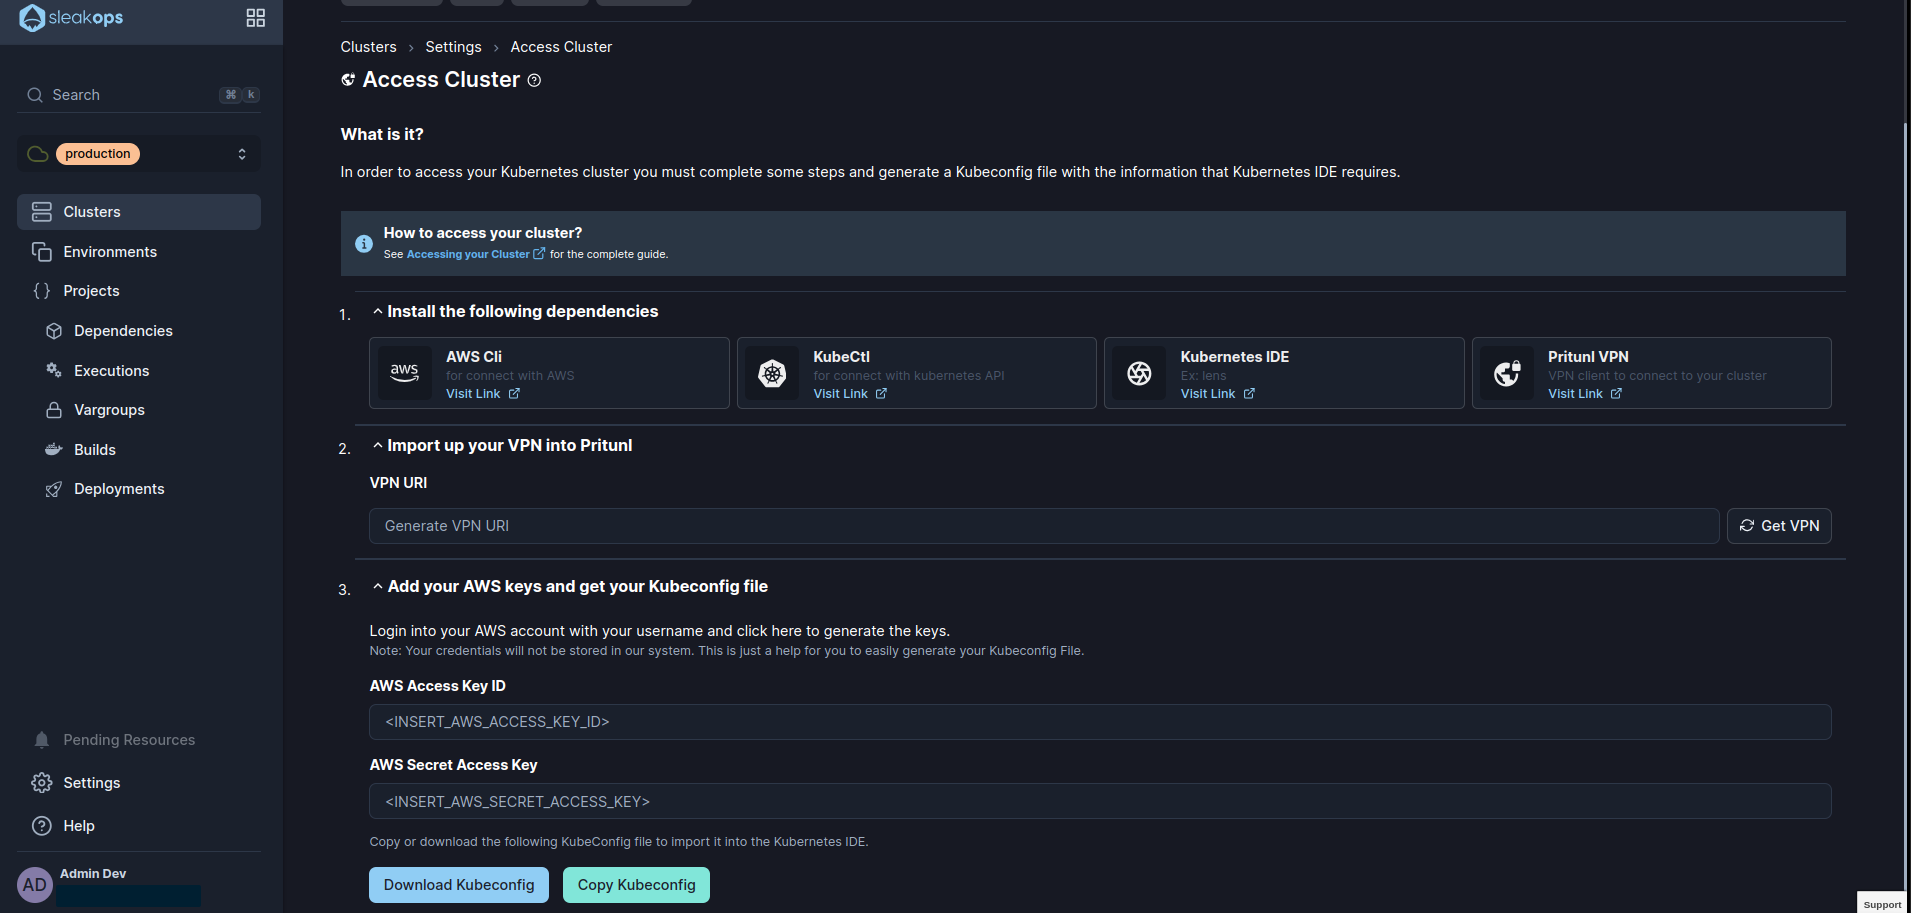 sleakops
Search
⌘ k
production
Clusters
Environments
Projects
Dependencies
Executions
Vargroups
Builds
Deployments
Pending Resources
Settings
Help
AD
Admin Dev
Clusters › Settings › Access Cluster
Access Cluster
What is it?
In order to access your Kubernetes cluster you must complete some steps and generate a Kubeconfig file with the information that Kubernetes IDE requires.
How to access your cluster?
See Accessing your Cluster for the complete guide.
1. Install the following dependencies
aws
AWS Cli
for connect with AWS
Visit Link
KubeCtl
for connect with kubernetes API
Visit Link
Kubernetes IDE
Ex: lens
Visit Link
Pritunl VPN
VPN client to connect to your cluster
Visit Link
2. Import up your VPN into Pritunl
VPN URI
Generate VPN URI
Get VPN
3. Add your AWS keys and get your Kubeconfig file
Login into your AWS account with your username and click here to generate the keys.
Note: Your credentials will not be stored in our system. This is just a help for you to easily generate your Kubeconfig File.
AWS Access Key ID
<INSERT_AWS_ACCESS_KEY_ID>
AWS Secret Access Key
<INSERT_AWS_SECRET_ACCESS_KEY>
Copy or download the following KubeConfig file to import it into the Kubernetes IDE.
Download Kubeconfig
Copy Kubeconfig
Support